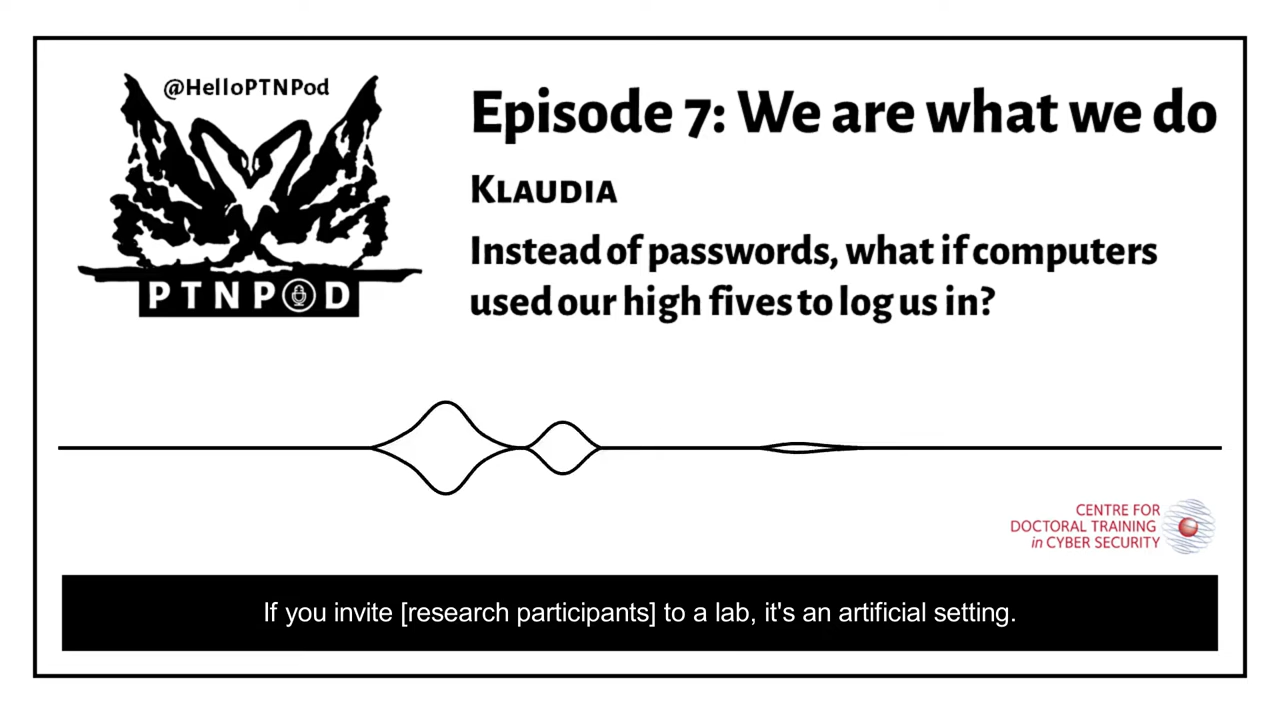 @HelloPTNPod
PTNPOD
Episode 7: We are what we do
KLAUDIA
Instead of passwords, what if computers
used our high fives to log us in?
CENTRE FOR
DOCTORAL TRAINING
in CYBER SECURITY
If you invite [research participants] to a lab, it's an artificial setting.